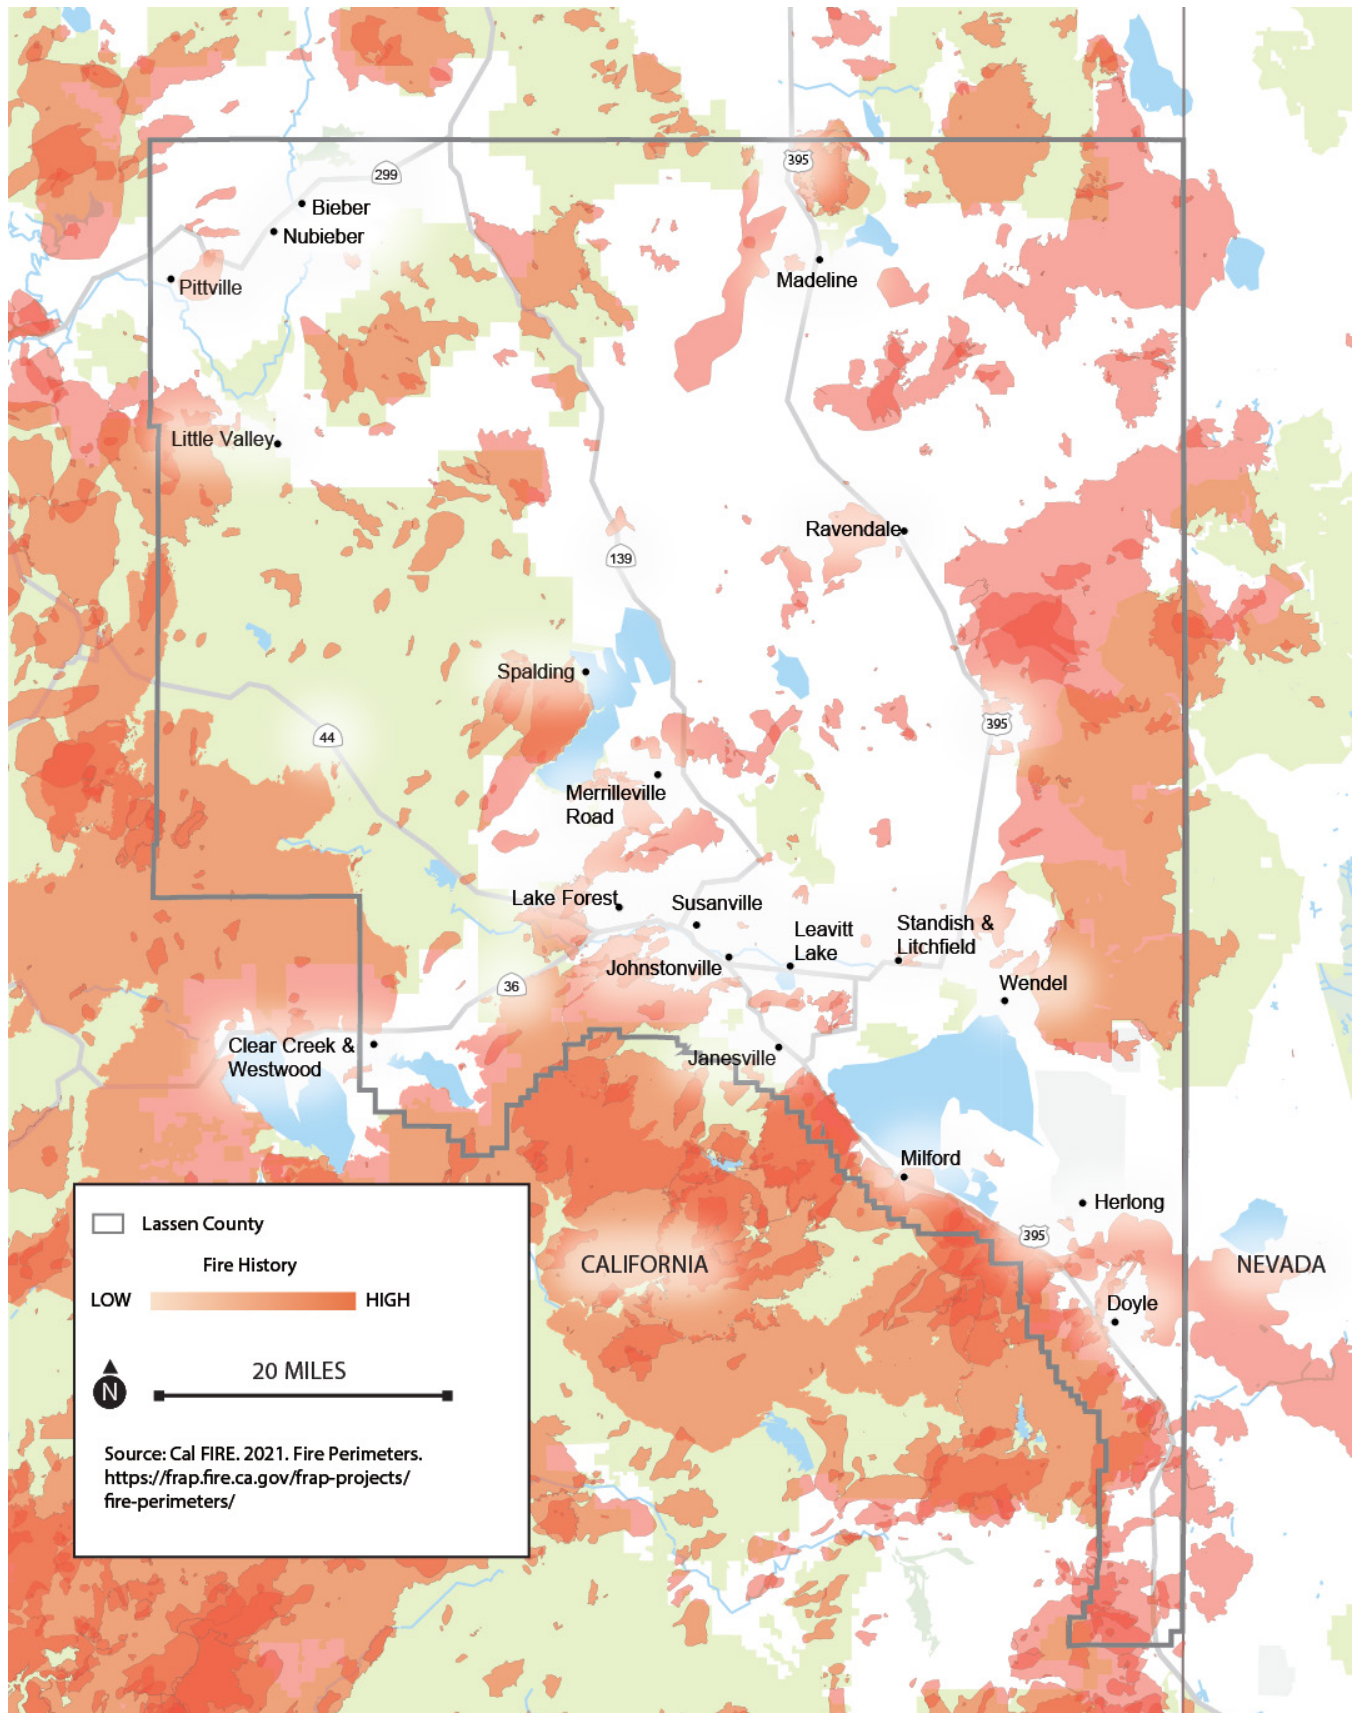 299
395
Bieber
Nubieber
Pittville
Madeline
Little Valley
Ravendale
139
Spalding
395
44
Merrilleville
Road
Lake Forest
Susanville
Leavitt
Lake
Standish &
Litchfield
Johnstonville
36
Wendel
Clear Creek &
Westwood
Janesville
Milford
Herlong
395
CALIFORNIA
NEVADA
Doyle
Lassen County
Fire History
LOW
HIGH
20 MILES
N
Source: Cal FIRE. 2021. Fire Perimeters.
https://frap.fire.ca.gov/frap-projects/
fire-perimeters/